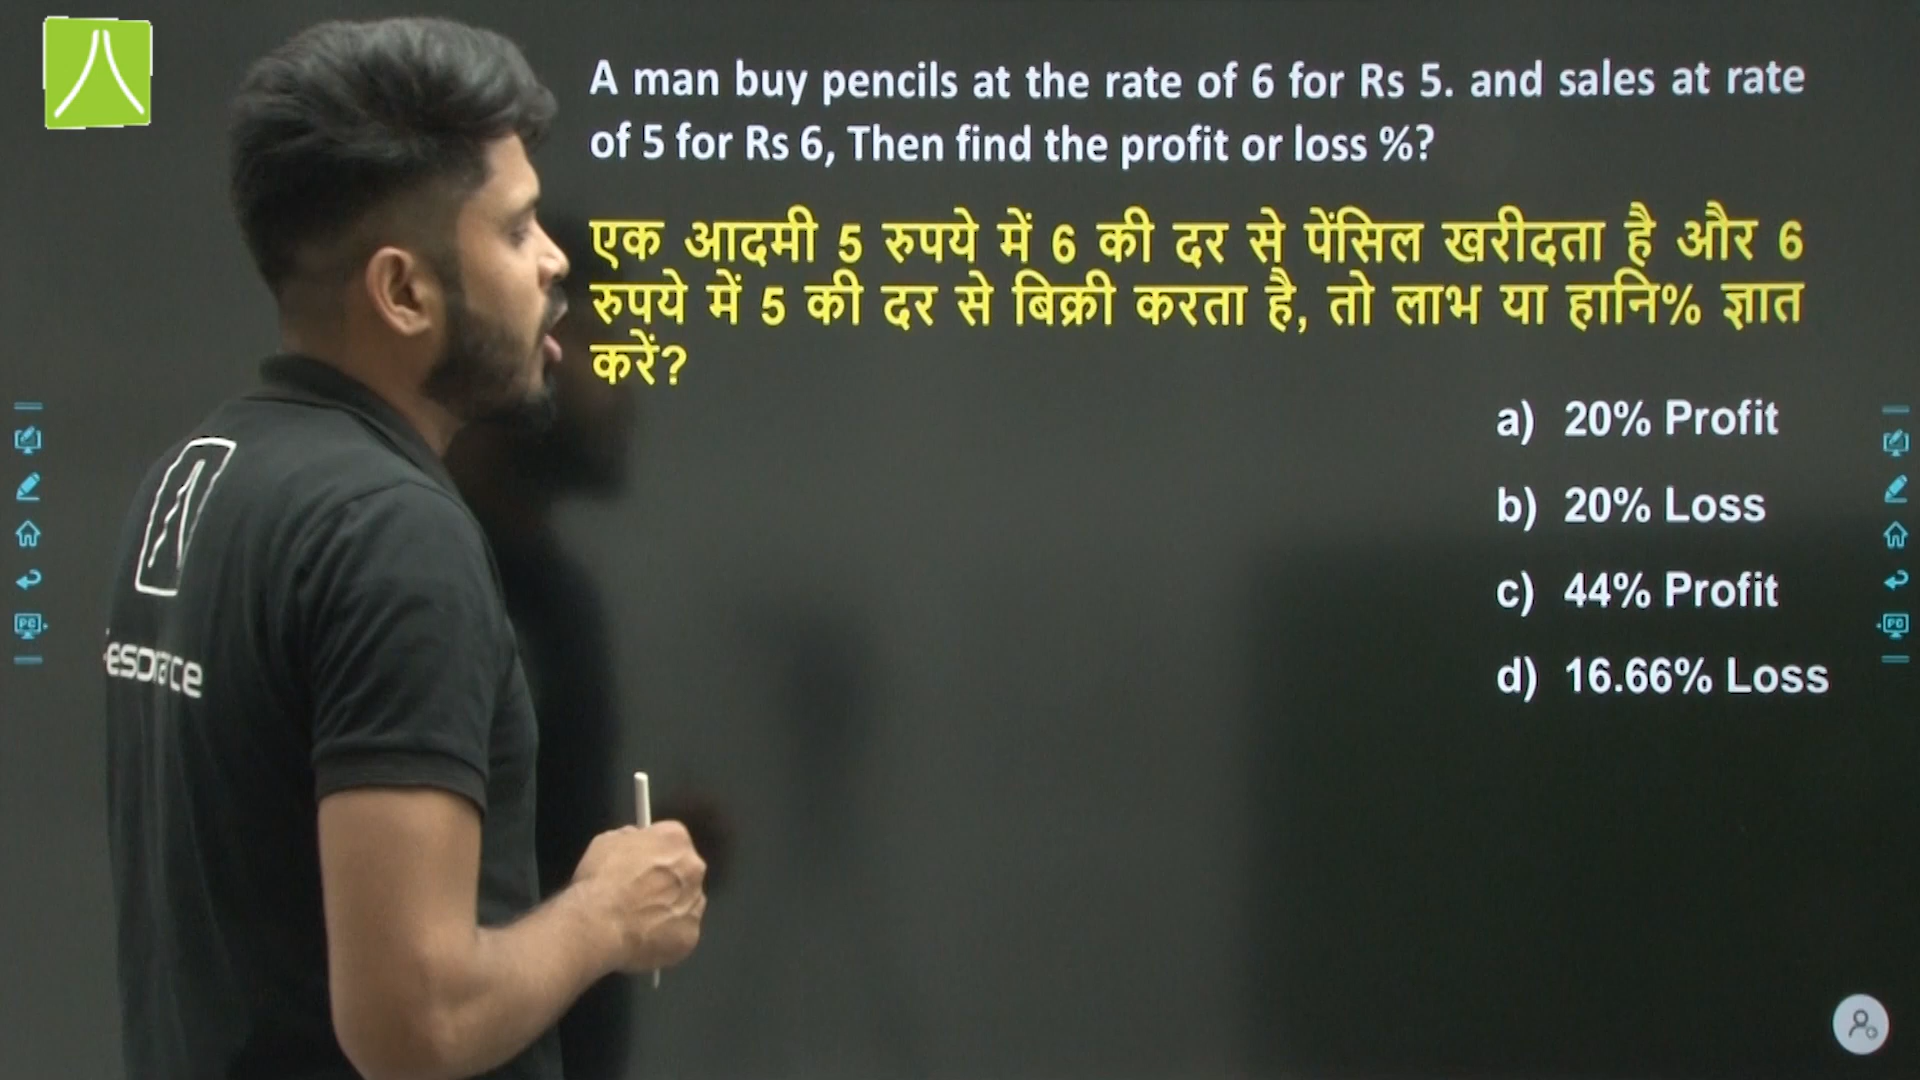 A man buy pencils at the rate of 6 for Rs 5. and sales at rate
of 5 for Rs 6, Then find the profit or loss %?
एक आदमी 5 रुपये में 6 की दर से पेंसिल खरीदता है और 6
रुपये में 5 की दर से बिक्री करता है, तो लाभ या हानि% ज्ञात
करें?
a) 20% Profit
b) 20% Loss
c) 44% Profit
d) 16.66% Loss
PC
PC